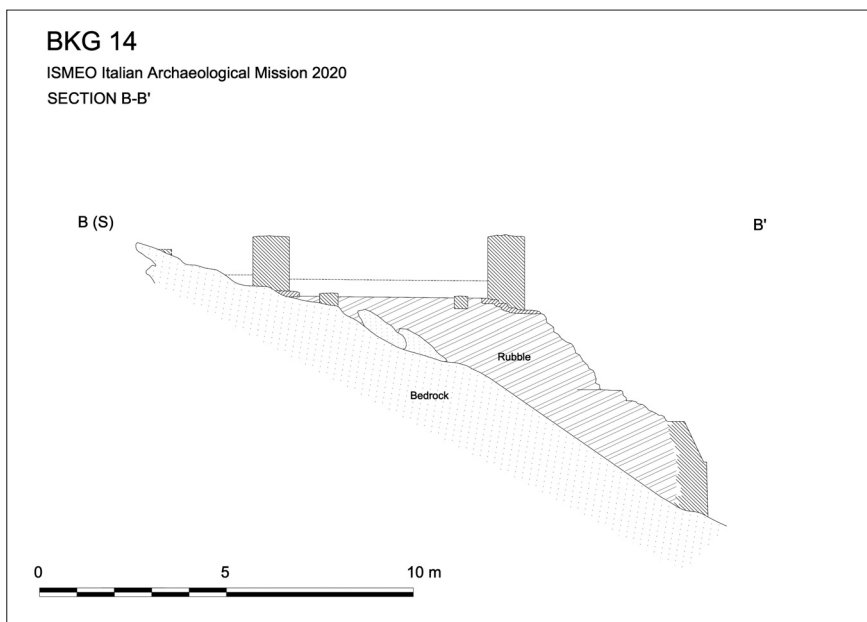 BKG 14
ISMEO Italian Archaeological Mission 2020
SECTION B-B'
B (S)
B'
Rubble
Bedrock
0 5 10 m